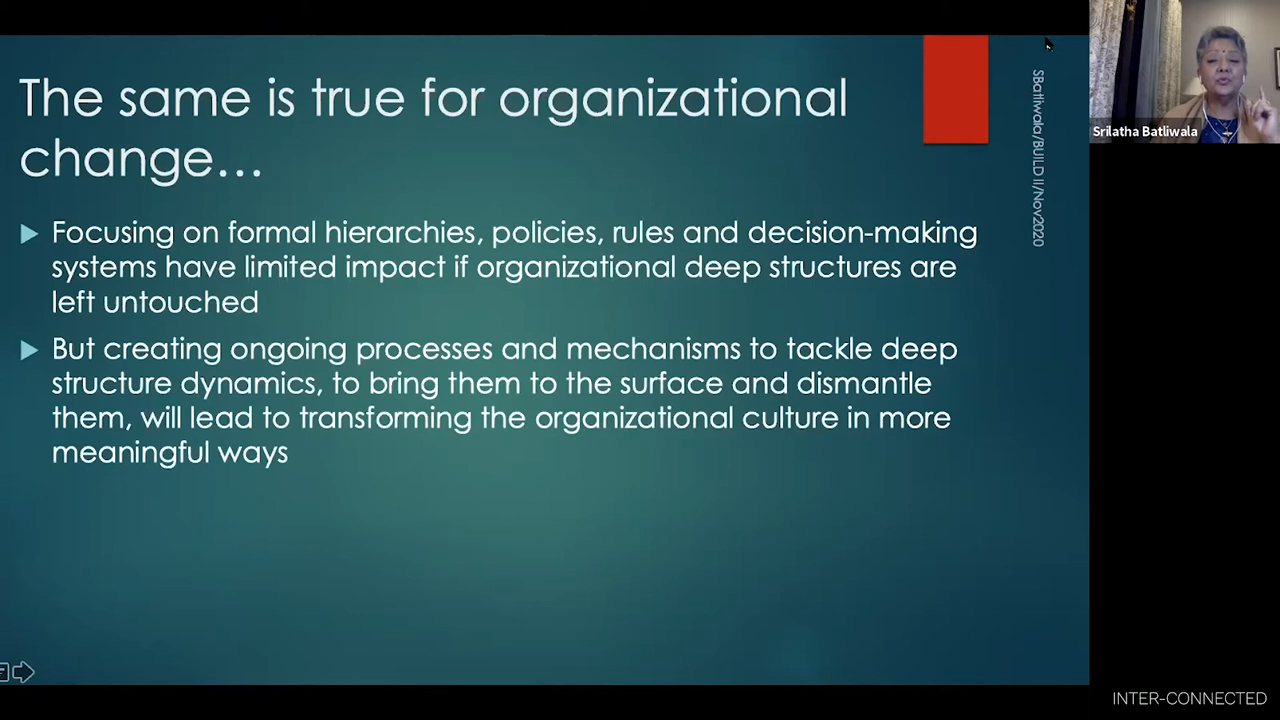 The same is true for organizational
change...
Focusing on formal hierarchies, policies, rules and decision-making
systems have limited impact if organizational deep structures are
left untouched
But creating ongoing processes and mechanisms to tackle deep
structure dynamics, to bring them to the surface and dismantle
them, will lead to transforming the organizational culture in more
meaningful ways
SBatliwala/BUILD II/Nov2020
Srilatha Batliwala
INTER-CONNECTED